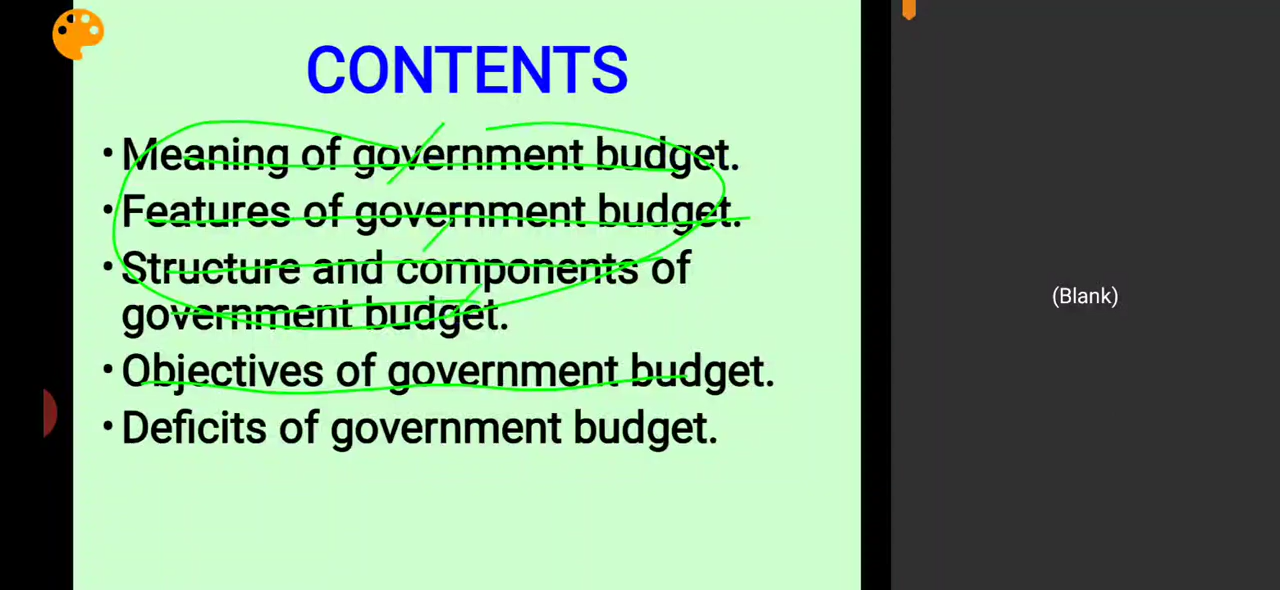 CONTENTS
• Meaning of government budget.
• Features of government budget.
• Structure and components of
government budget.
• Objectives of government budget.
• Deficits of government budget.
(Blank)